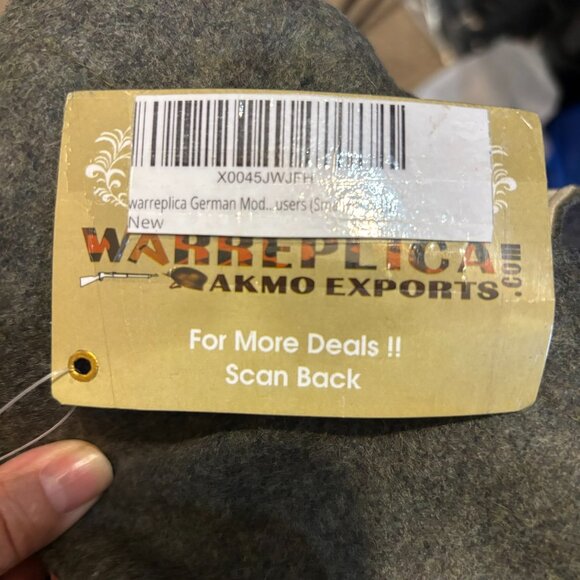 X0045JWJFH
warreplica German Mod... users (Sm
New
WARREPLICA.com
AKMO EXPORTS
For More Deals !!
Scan Back